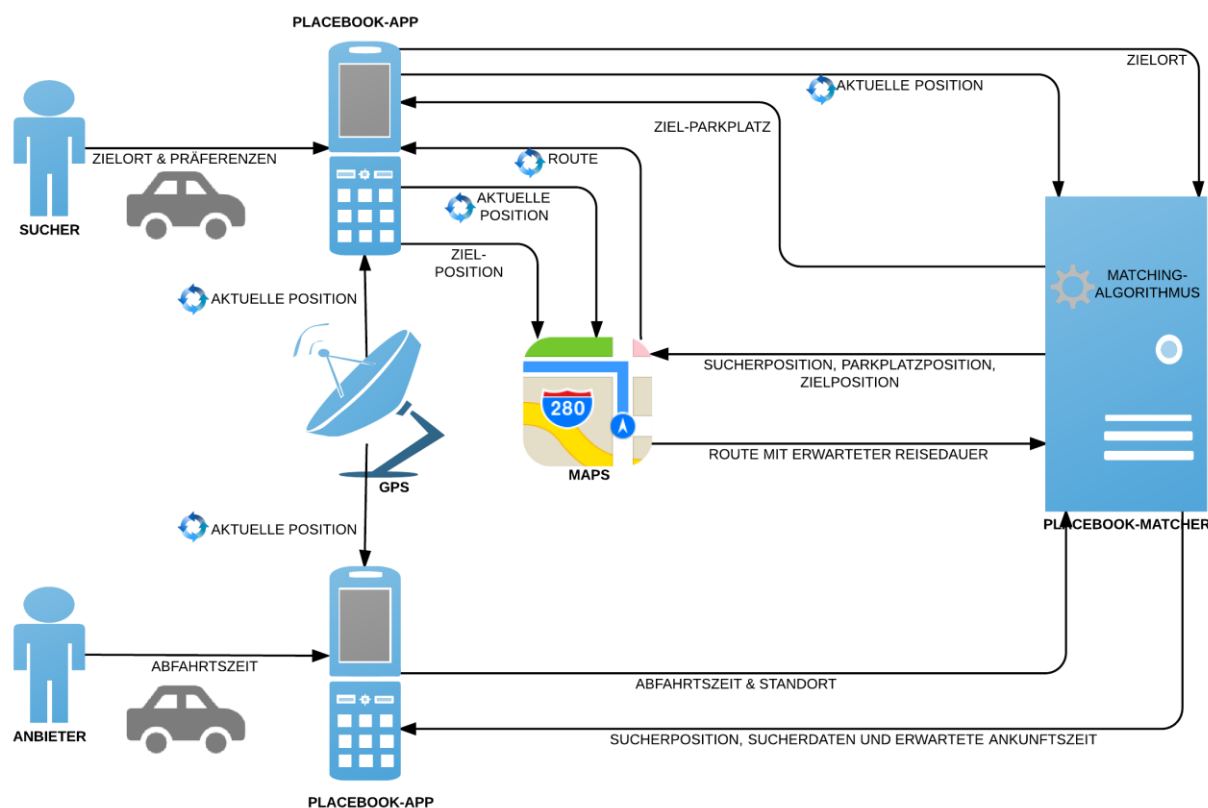 PLACEBOOK-APP
ZIELORT
AKTUELLE POSITION
ZIEL-PARKPLATZ
ZIELORT & PRÄFERENZEN
ROUTE
AKTUELLE
POSITION
SUCHER
ZIEL-
POSITION
MATCHING-
ALGORITHMUS
AKTUELLE POSITION
SUCHERPOSITION, PARKPLATZPOSITION,
ZIELPOSITION
280
ROUTE MIT ERWARTETER REISEDAUER
MAPS
GPS
PLACEBOOK-MATCHER
AKTUELLE POSITION
ABFAHRTSZEIT
ABFAHRTSZEIT & STANDORT
ANBIETER
SUCHERPOSITION, SUCHERDATEN UND ERWARTETE ANKUNFTSZEIT
PLACEBOOK-APP